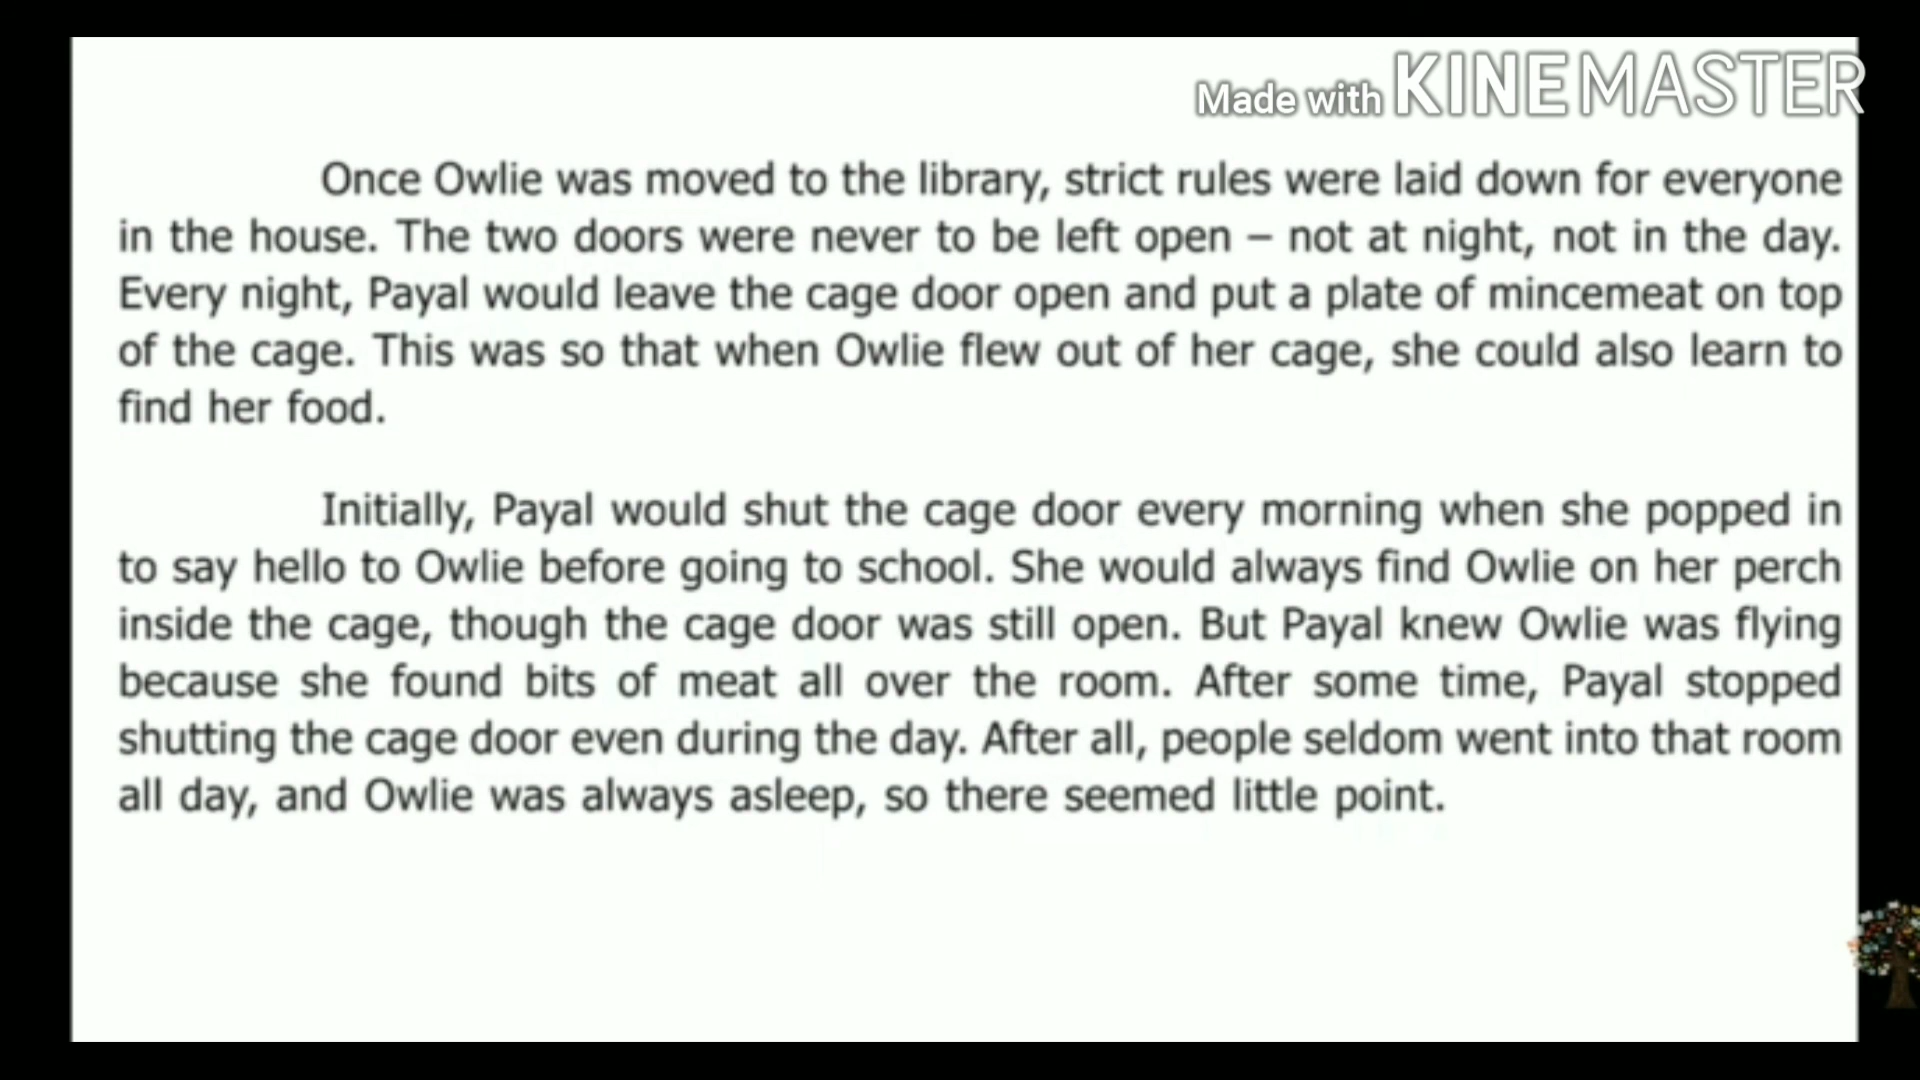 Made with KINEMASTER
Once Owlie was moved to the library, strict rules were laid down for everyone
in the house. The two doors were never to be left open – not at night, not in the day.
Every night, Payal would leave the cage door open and put a plate of mincemeat on top
of the cage. This was so that when Owlie flew out of her cage, she could also learn to
find her food.
Initially, Payal would shut the cage door every morning when she popped in
to say hello to Owlie before going to school. She would always find Owlie on her perch
inside the cage, though the cage door was still open. But Payal knew Owlie was flying
because she found bits of meat all over the room. After some time, Payal stopped
shutting the cage door even during the day. After all, people seldom went into that room
all day, and Owlie was always asleep, so there seemed little point.